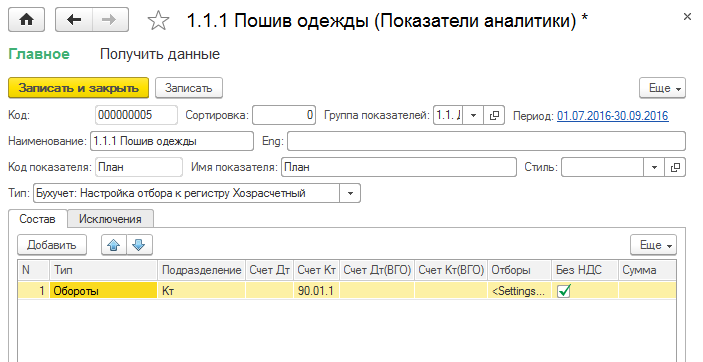 1.1.1 Пошив одежды (Показатели аналитики) *
Главное Получить данные
Записать и закрыть Записать Еще
Код: 000000005 Сортировка: 0 Группа показателей: 1.1. Период: 01.07.2016-30.09.2016
Наименование: 1.1.1 Пошив одежды Eng:
Код показателя: План Имя показателя: План Стиль:
Тип: Бухучет: Настройка отбора к регистру Хозрасчетный
Состав Исключения
Добавить Еще
N Тип Подразделение Счет Дт Счет Кт Счет Дт(ВГО) Счет Кт(ВГО) Отборы Без НДС Сумма
1 Обороты Кт 90.01.1 <Settings...